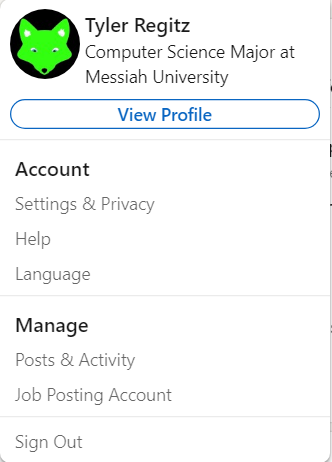 Tyler Regitz
Computer Science Major at
Messiah University
View Profile
Account
Settings & Privacy
Help
Language
Manage
Posts & Activity
Job Posting Account
Sign Out